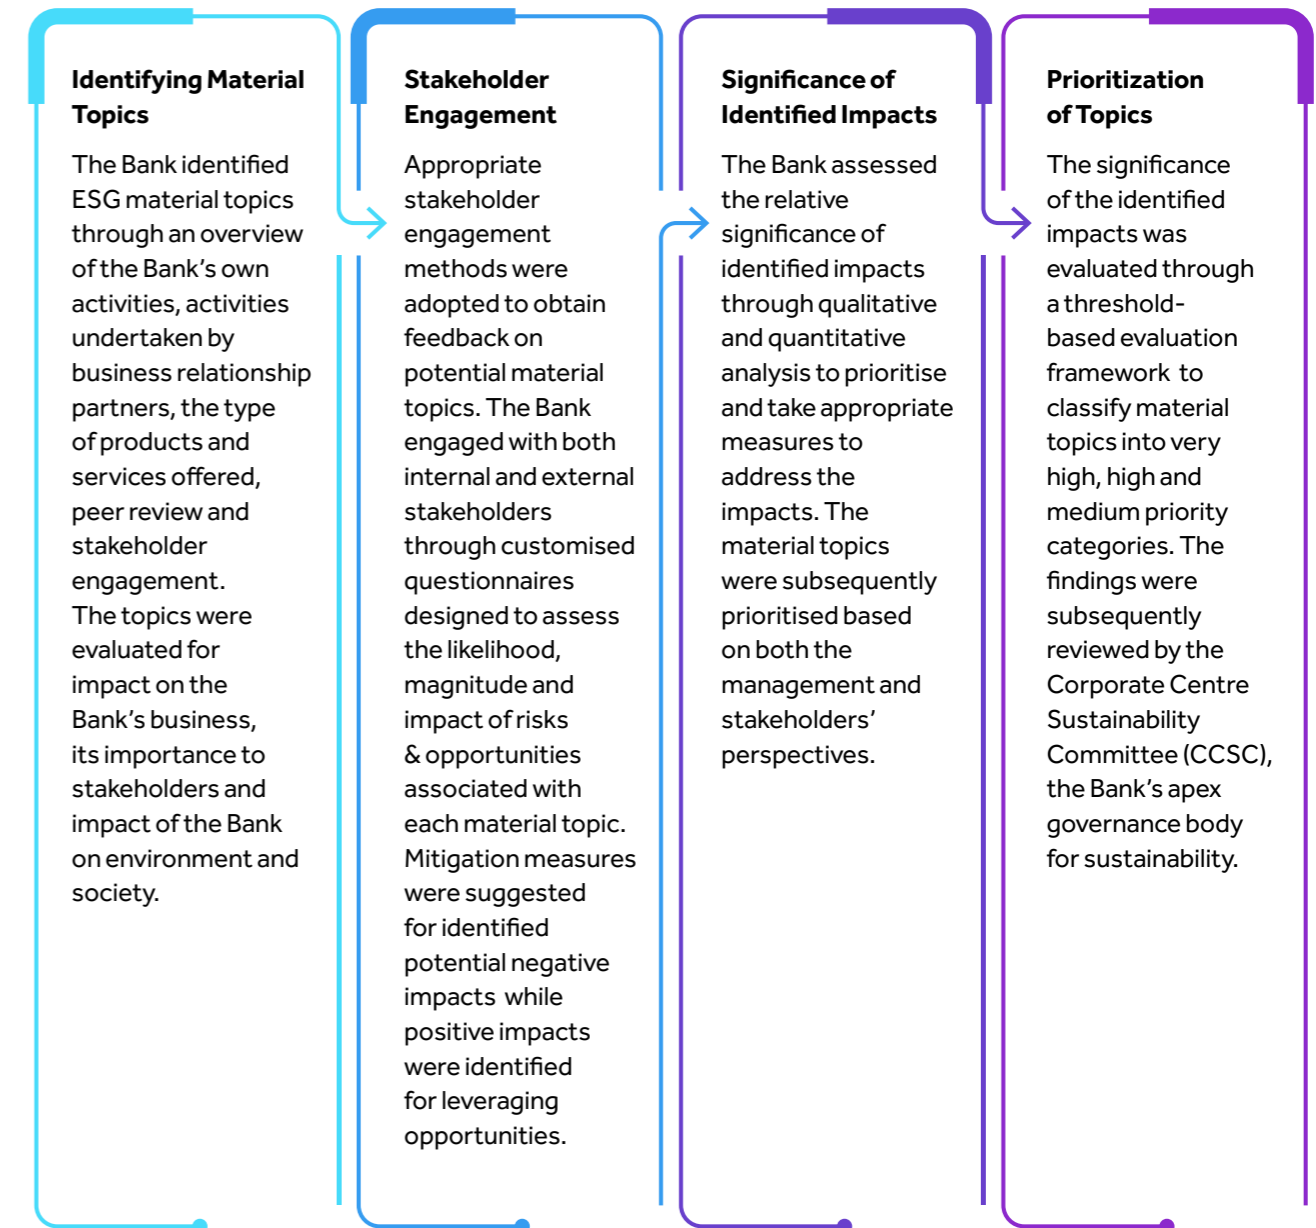 Identifying Material
Topics
The Bank identified
ESG material topics
through an overview
of the Bank's own
activities, activities
undertaken by
business relationship
partners, the type
of products and
services offered,
peer review and
stakeholder
engagement.
The topics were
evaluated for
impact on the
Bank's business,
its importance to
stakeholders and
impact of the Bank
on environment and
society.
Stakeholder
Engagement
Appropriate
stakeholder
engagement
methods were
adopted to obtain
feedback on
potential material
topics. The Bank
engaged with both
internal and external
stakeholders
through customised
questionnaires
designed to assess
the likelihood,
magnitude and
impact of risks
& opportunities
associated with
each material topic.
Mitigation measures
were suggested
for identified
potential negative
impacts while
positive impacts
were identified
for leveraging
opportunities.
Significance of
Identified Impacts
The Bank assessed
the relative
significance of
identified impacts
through qualitative
and quantitative
analysis to prioritise
and take appropriate
measures to
address the
impacts. The
material topics
were subsequently
prioritised based
on both the
management and
stakeholders'
perspectives.
Prioritization
of Topics
The significance
of the identified
impacts was
evaluated through
a threshold-
based evaluation
framework to
classify material
topics into very
high, high and
medium priority
categories. The
findings were
subsequently
reviewed by the
Corporate Centre
Sustainability
Committee (CCSC),
the Bank's apex
governance body
for sustainability.